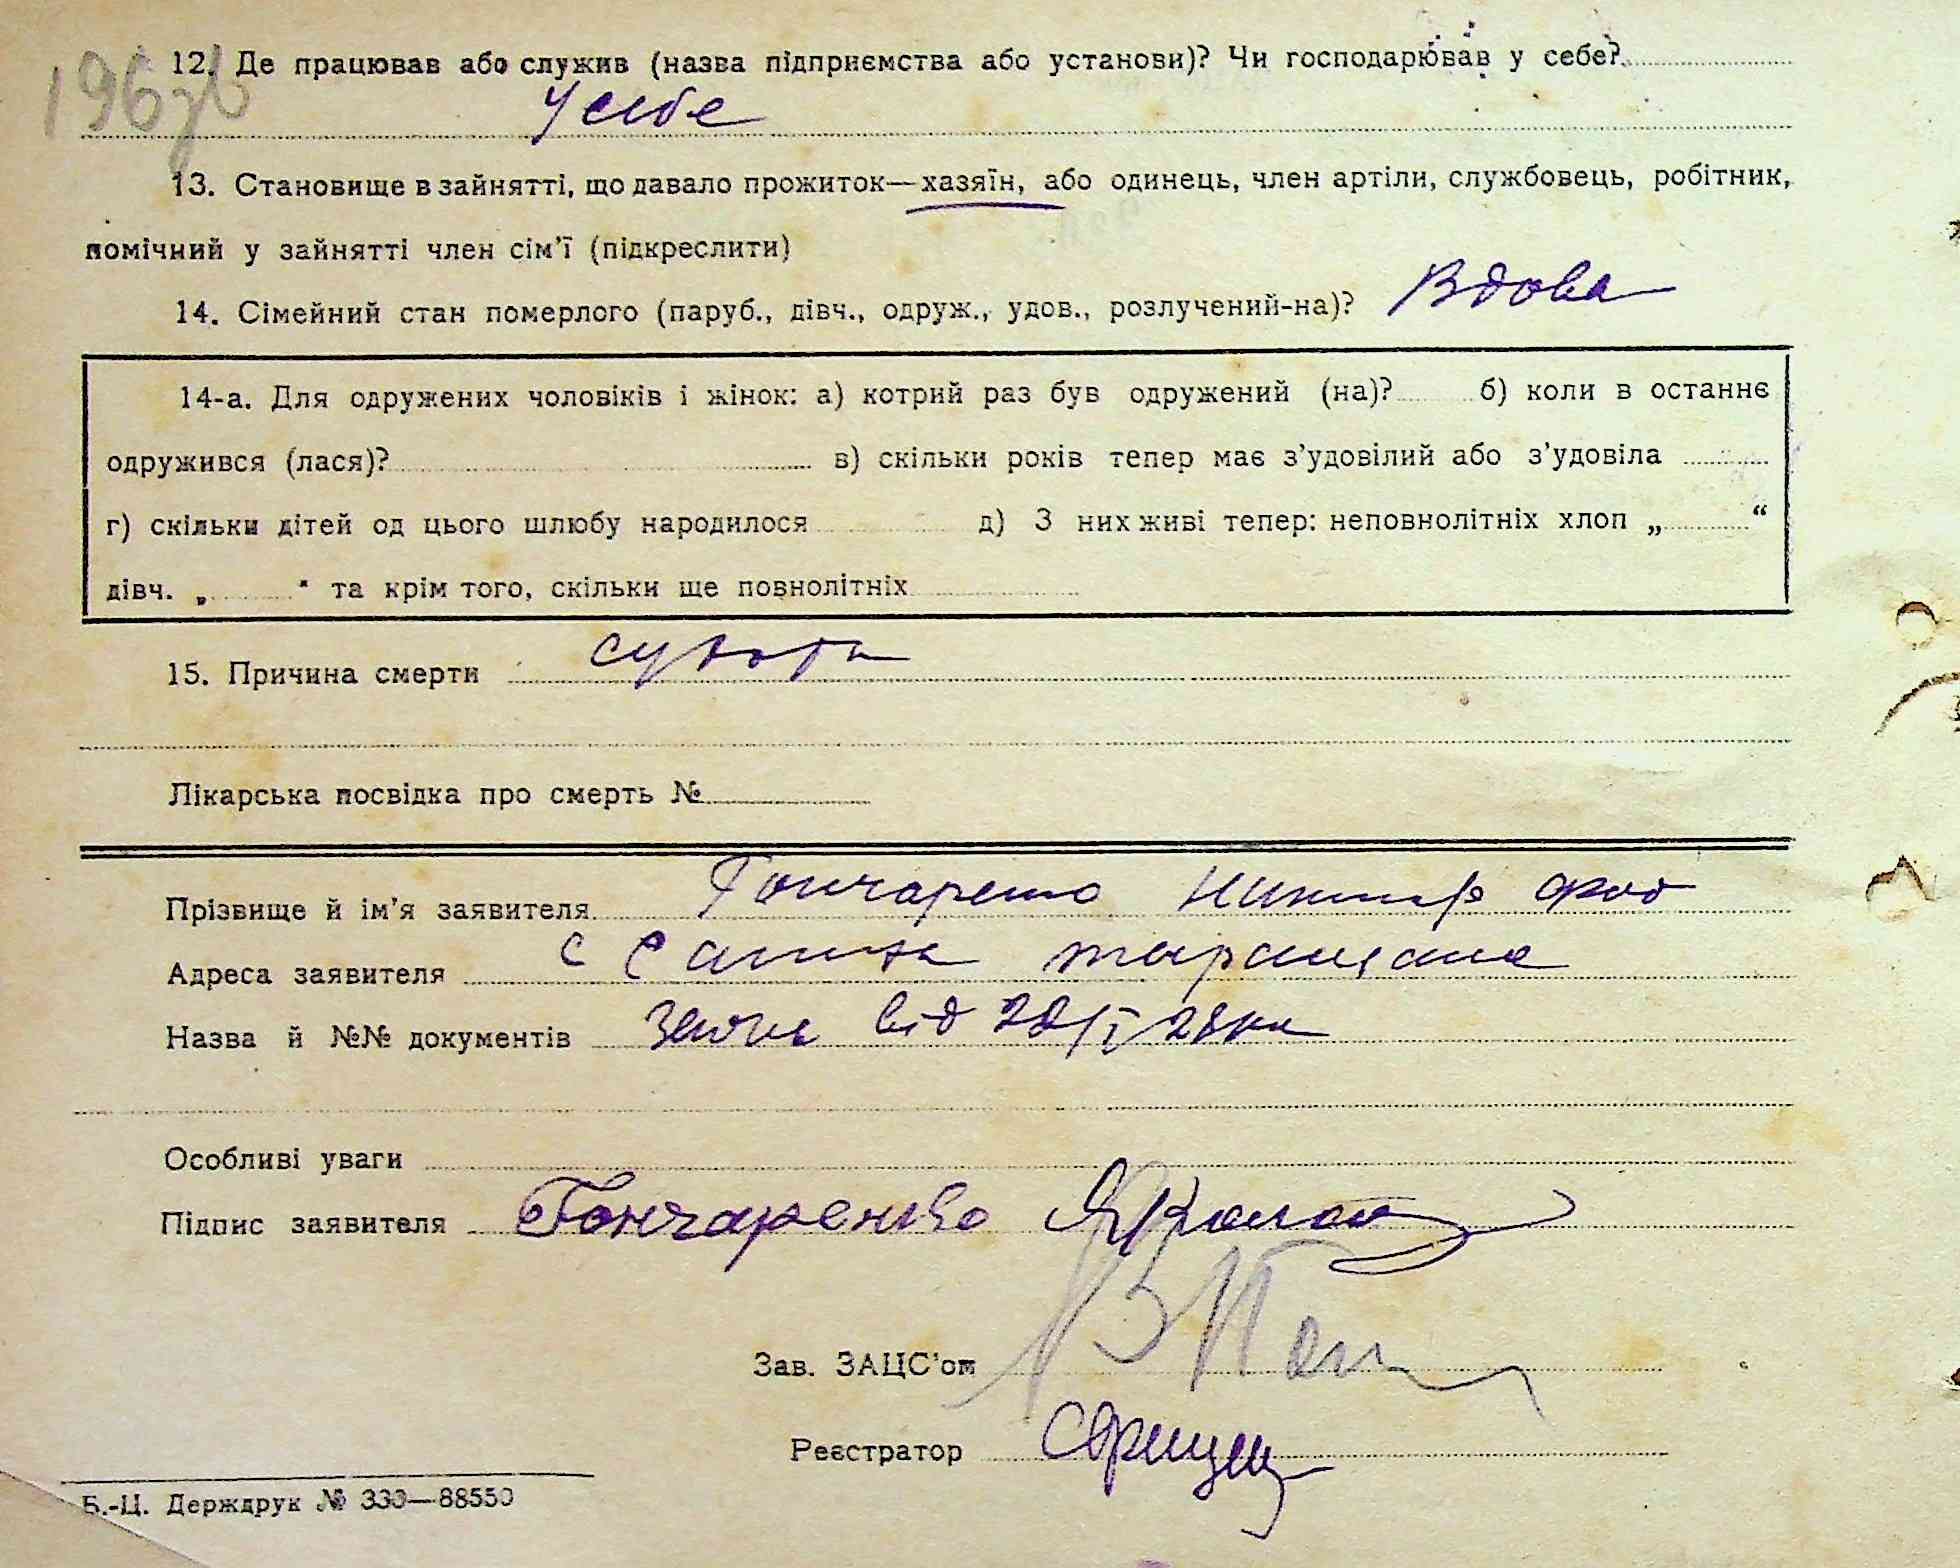 196 зв
12. Де працював або служив (назва підприємства або установи)? Чи господарював у себе?
У себе
13. Становище в зайнятті, що давало прожиток—хазяїн, або одинець, член артіли, службовець, робітник,
помічний у зайнятті член сім'ї (підкреслити)
14. Сімейний стан померлого (паруб., дівч., одруж., удов., розлучений-на)? Вдова
14-а. Для одружених чоловіків і жінок: а) котрий раз був одружений (на)? б) коли в останнє
одружився (лася)? в) скільки років тепер має з'удовілий або з'удовіла
г) скільки дітей од цього шлюбу народилося д) З них живі тепер: неповнолітніх хлоп „ “
дівч. „ “ та крім того, скільки ще повнолітніх
15. Причина смерти
Лікарська посвідка про смерть №
Прізвище й ім'я заявителя Гончаренко
Адреса заявителя с
Назва й №№ документів від
Особливі уваги
Підпис заявителя Гончаренко
Зав. ЗАЦС'ом
Реєстратор
Б.-Ц. Держдрук № 330—88550